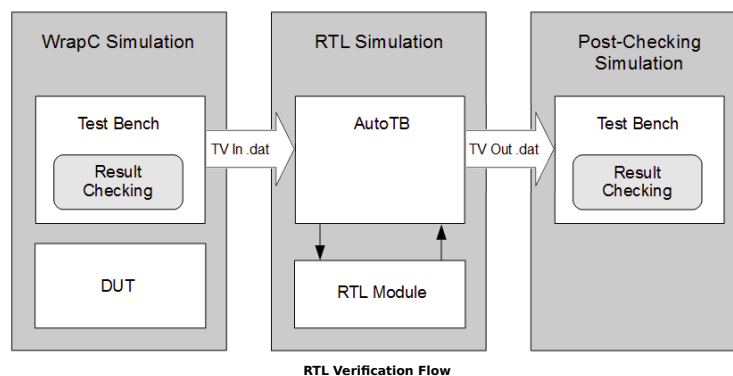 WrapC Simulation
Test Bench
Result
Checking
DUT
TV In .dat
RTL Simulation
AutoTB
RTL Module
TV Out .dat
Post-Checking
Simulation
Test Bench
Result
Checking
RTL Verification Flow